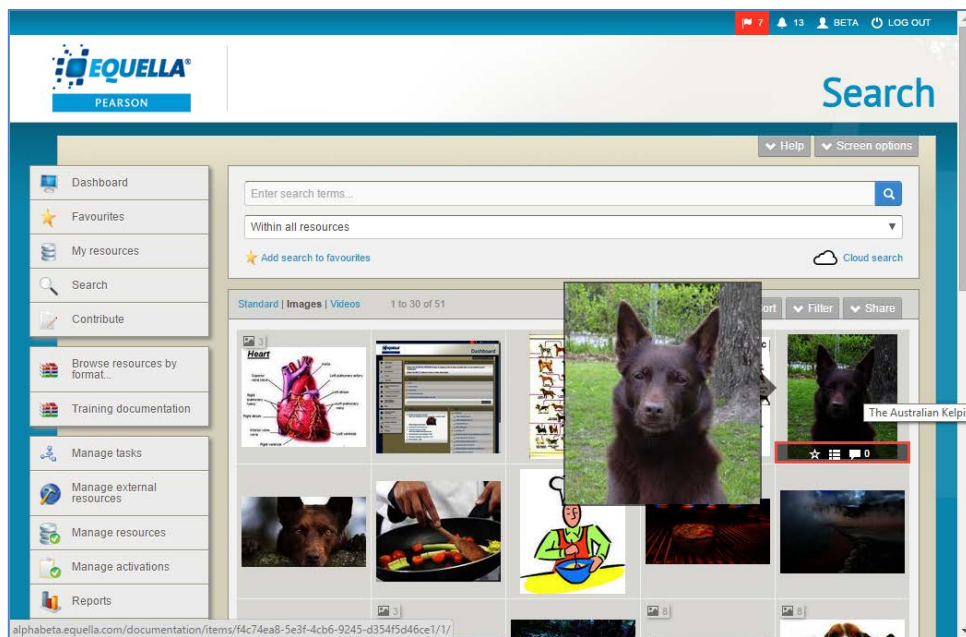 7 13 BETA LOG OUT
EQUELLA®
PEARSON
Search
Help Screen options
Dashboard
Favourites
My resources
Search
Contribute
Browse resources by
format...
Training documentation
Manage tasks
Manage external
resources
Manage resources
Manage activations
Reports
Enter search terms...
Within all resources
Add search to favourites
Cloud search
Standard | Images | Videos 1 to 30 of 51
Filter Share
3
Heart
Dashboard
The Australian Kelpi
0
3
8
8
alphabeta.equella.com/documentation/items/f4c74ea8-5e3f-4cb6-9245-d354f5d46ce1/1/